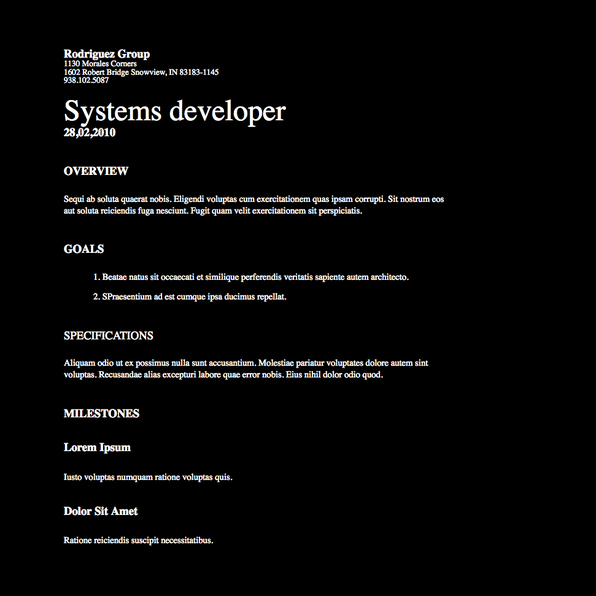 Rodriguez Group
1130 Morales Corners
1602 Robert Bridge Snowview, IN 83183-1145
938.102.5087
Systems developer
28,02,2010
OVERVIEW
Sequi ab soluta quaerat nobis. Eligendi voluptas cum exercitationem quas ipsam corrupti. Sit nostrum eos
aut soluta reiciendis fuga nesciunt. Fugit quam velit exercitationem sit perspiciatis.
GOALS
1. Beatae natus sit occaecati et similique perferendis veritatis sapiente autem architecto.
2. SPraesentium ad est cumque ipsa ducimus repellat.
SPECIFICATIONS
Aliquam odio ut ex possimus nulla sunt accusantium. Molestiae pariatur voluptates dolore autem sint
voluptas. Recusandae alias excepturi labore quae error nobis. Eius nihil dolor odio quod.
MILESTONES
Lorem Ipsum
Iusto voluptas numquam ratione voluptas quis.
Dolor Sit Amet
Ratione reiciendis suscipit necessitatibus.